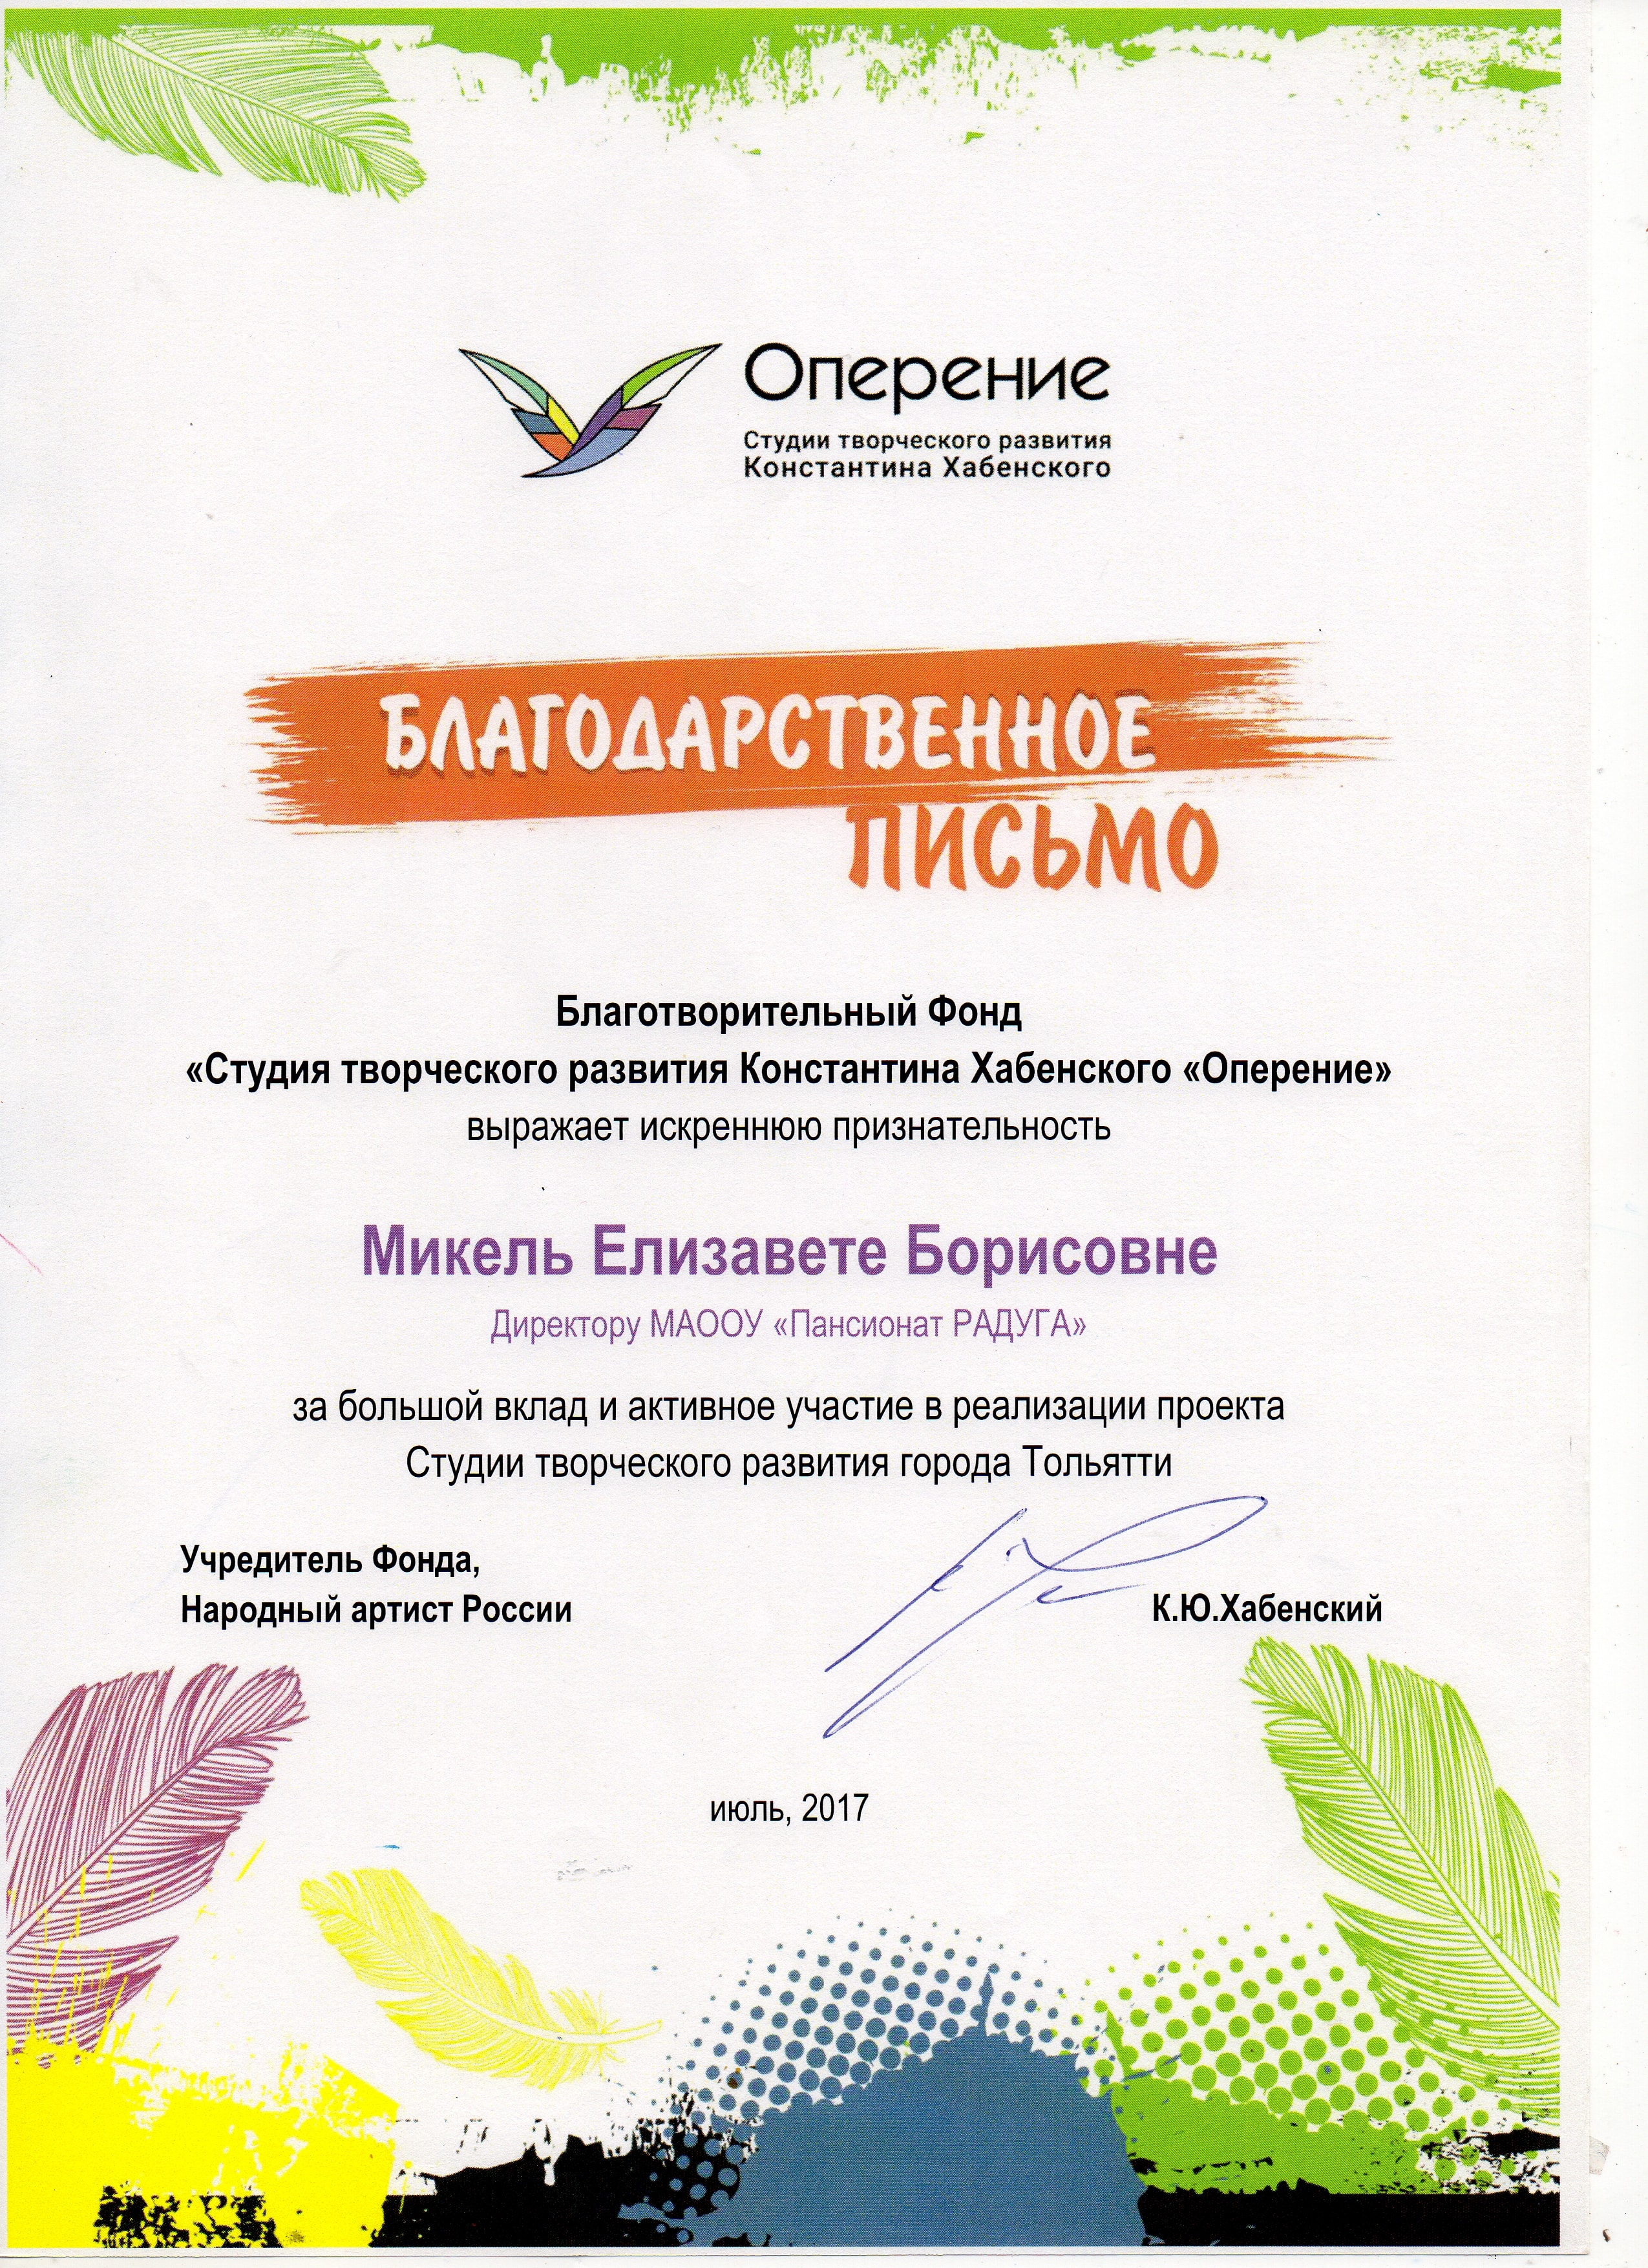 Оперение
Студии творческого развития
Константина Хабенского
БЛАГОДАРСТВЕННОЕ
ПИСЬМО
Благотворительный Фонд
«Студия творческого развития Константина Хабенского «Оперение»
выражает искреннюю признательность
Микель Елизавете Борисовне
Директору МАООУ «Пансионат РАДУГА»
за большой вклад и активное участие в реализации проекта
Студии творческого развития города Тольятти
Учредитель Фонда,
Народный артист России
К.Ю.Хабенский
июль, 2017